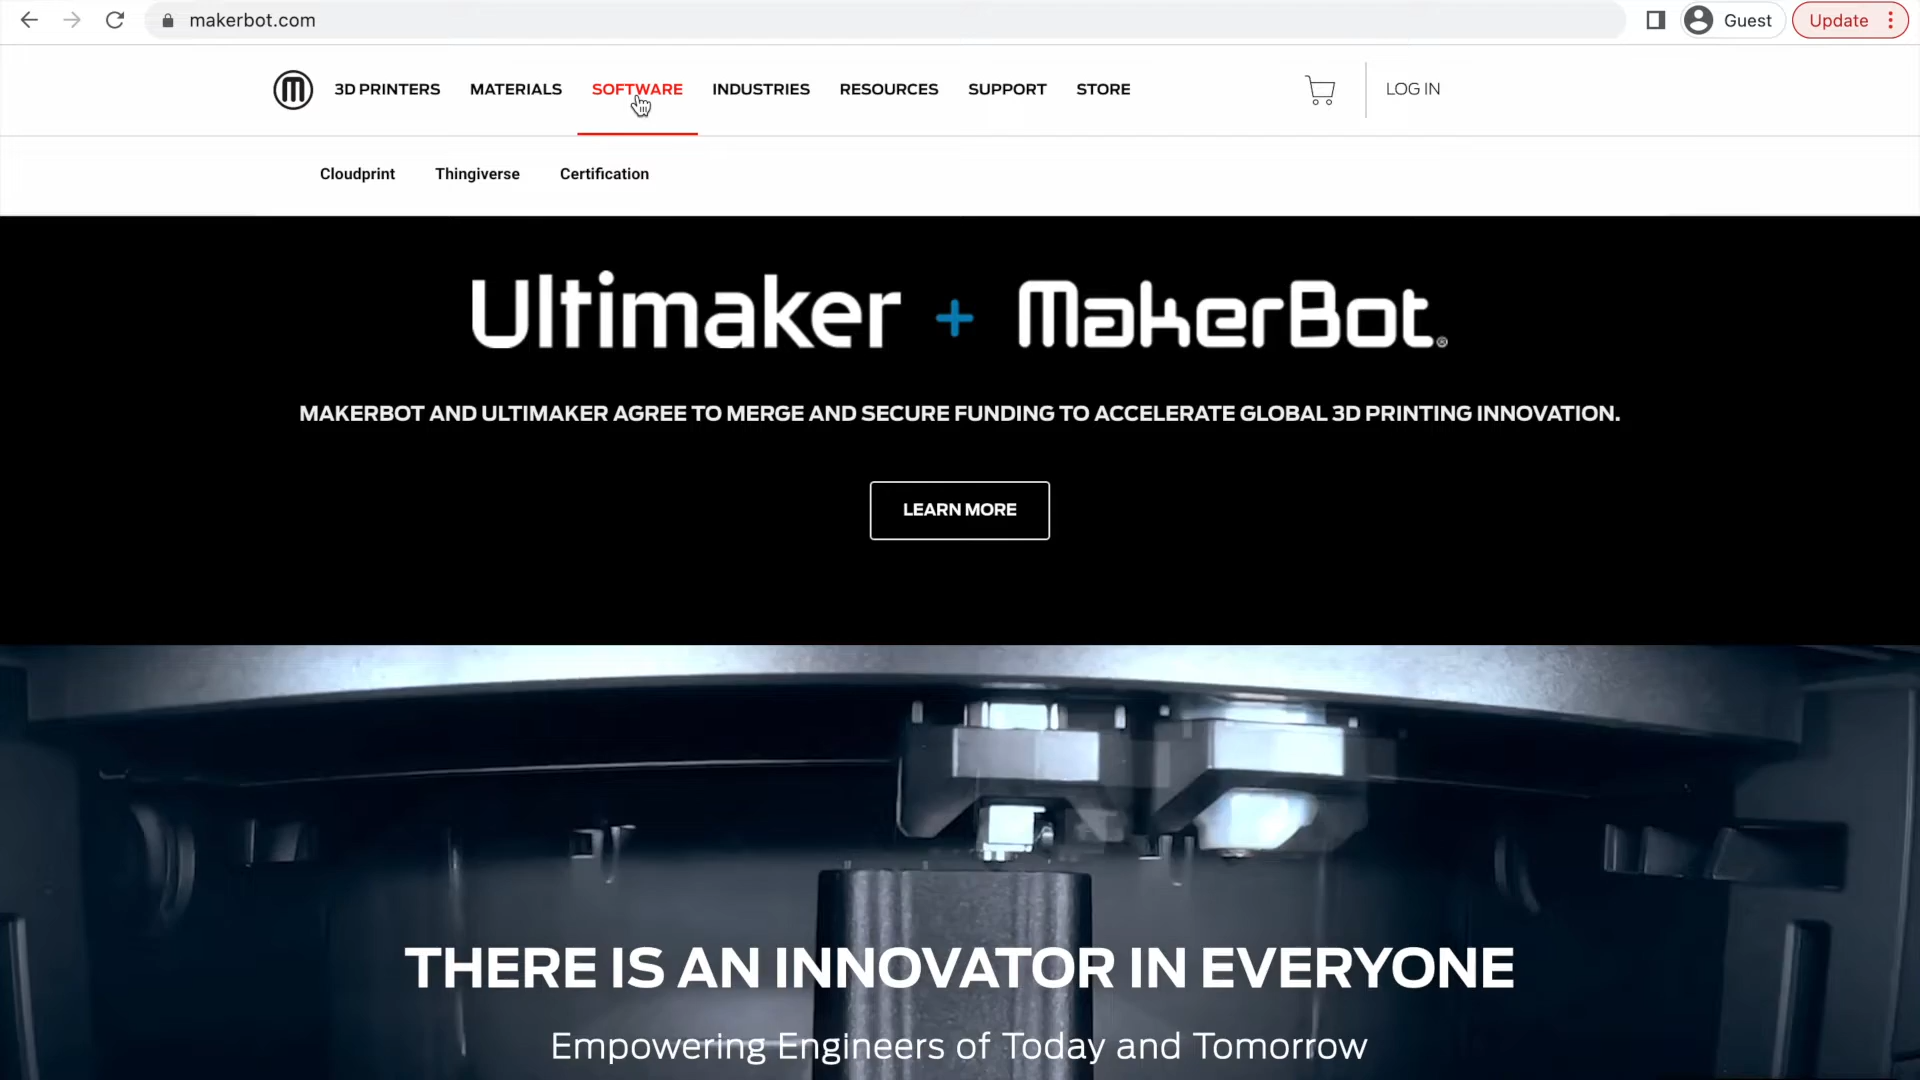 makerbot.com
Guest
Update
3D PRINTERS MATERIALS SOFTWARE INDUSTRIES RESOURCES SUPPORT STORE
LOG IN
Cloudprint Thingiverse Certification
Ultimaker + MakerBot®
MAKERBOT AND ULTIMAKER AGREE TO MERGE AND SECURE FUNDING TO ACCELERATE GLOBAL 3D PRINTING INNOVATION.
LEARN MORE
THERE IS AN INNOVATOR IN EVERYONE
Empowering Engineers of Today and Tomorrow